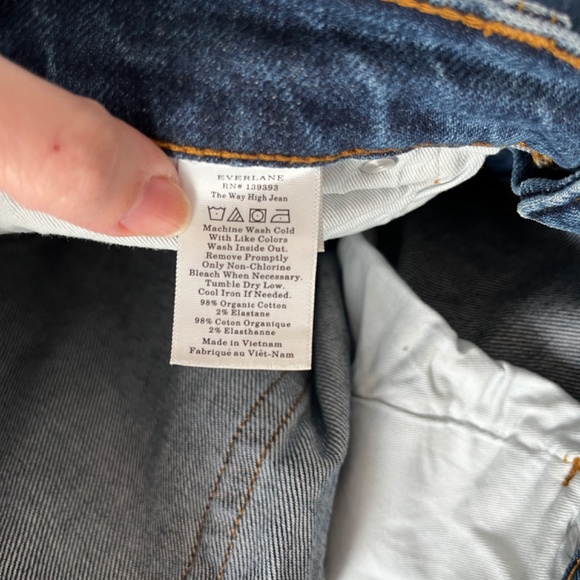 EVERLANE
RN# 139393
The Way High Jean
Machine Wash Cold
With Like Colors
Wash Inside Out.
Remove Promptly
Only Non-Chlorine
Bleach When Necessary.
Tumble Dry Low.
Cool Iron If Needed.
98% Organic Cotton
2% Elastane
98% Coton Organique
2% Elasthanne
Made in Vietnam
Fabriqué au Viêt-Nam